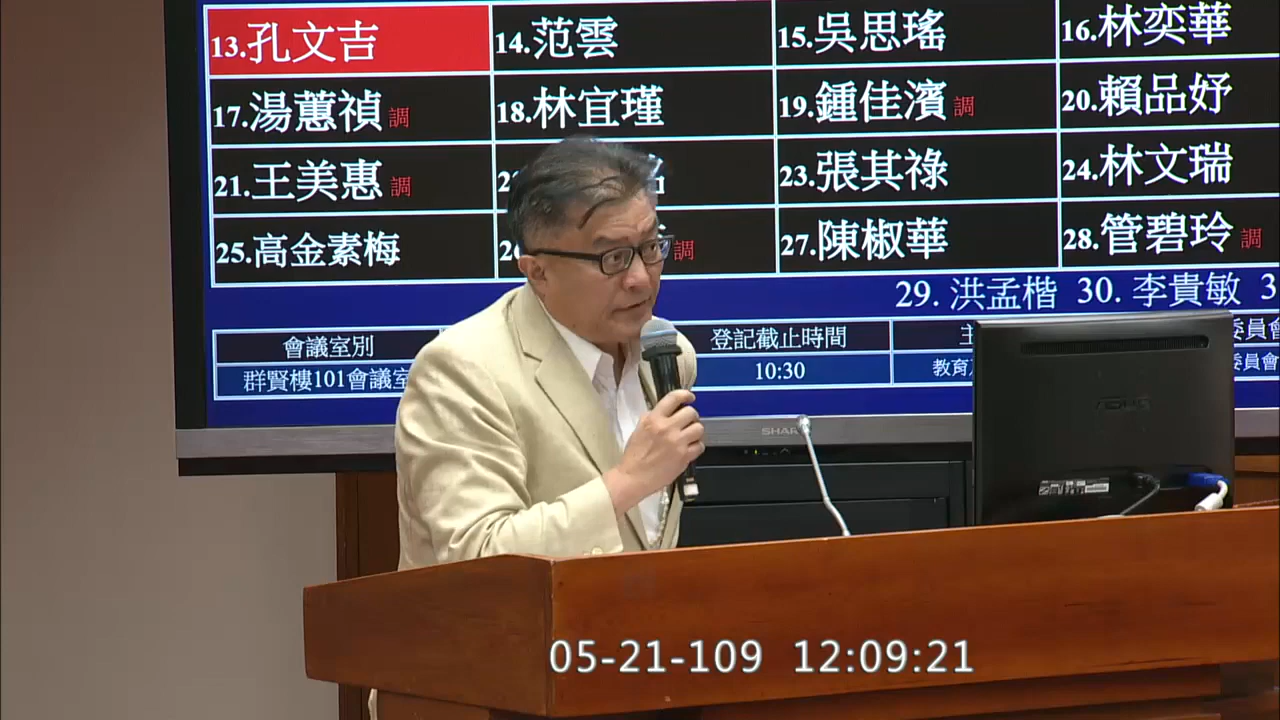 13.孔文吉 14.范雲 15.吳思瑤 16.林奕華
17.湯蕙禎 調 18.林宜瑾 19.鍾佳濱 調 20.賴品妤
21.王美惠 調 23.張其祿 24.林文瑞
25.高金素梅 調 27.陳椒華 28.管碧玲 調
29. 洪孟楷 30. 李貴敏 3
會議室別 登記截止時間 主 委員會
群賢樓101會議室 10:30 教育 委員會
SHARP
ASUS
05-21-109 12:09:21